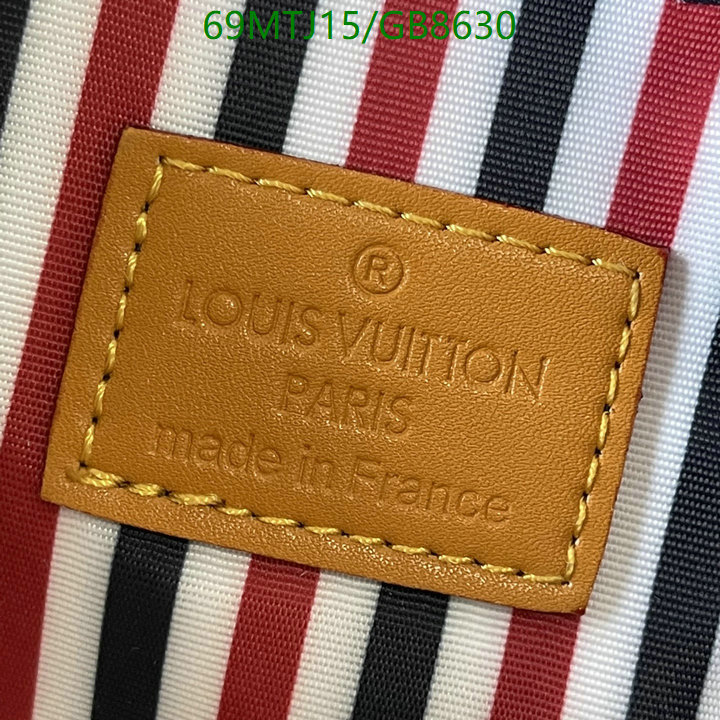 69MTJ15/GB8630
®
LOUIS VUITTON
PARIS
made in France